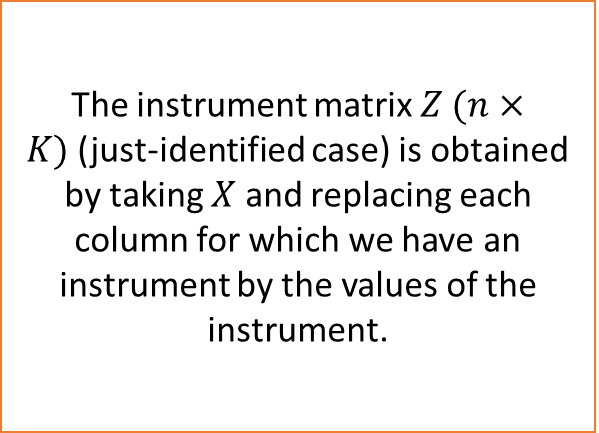 The instrument matrix 𝑍 (𝑛 ×
𝐾) (just-identified case) is obtained
by taking 𝑋 and replacing each
column for which we have an
instrument by the values of the
instrument.